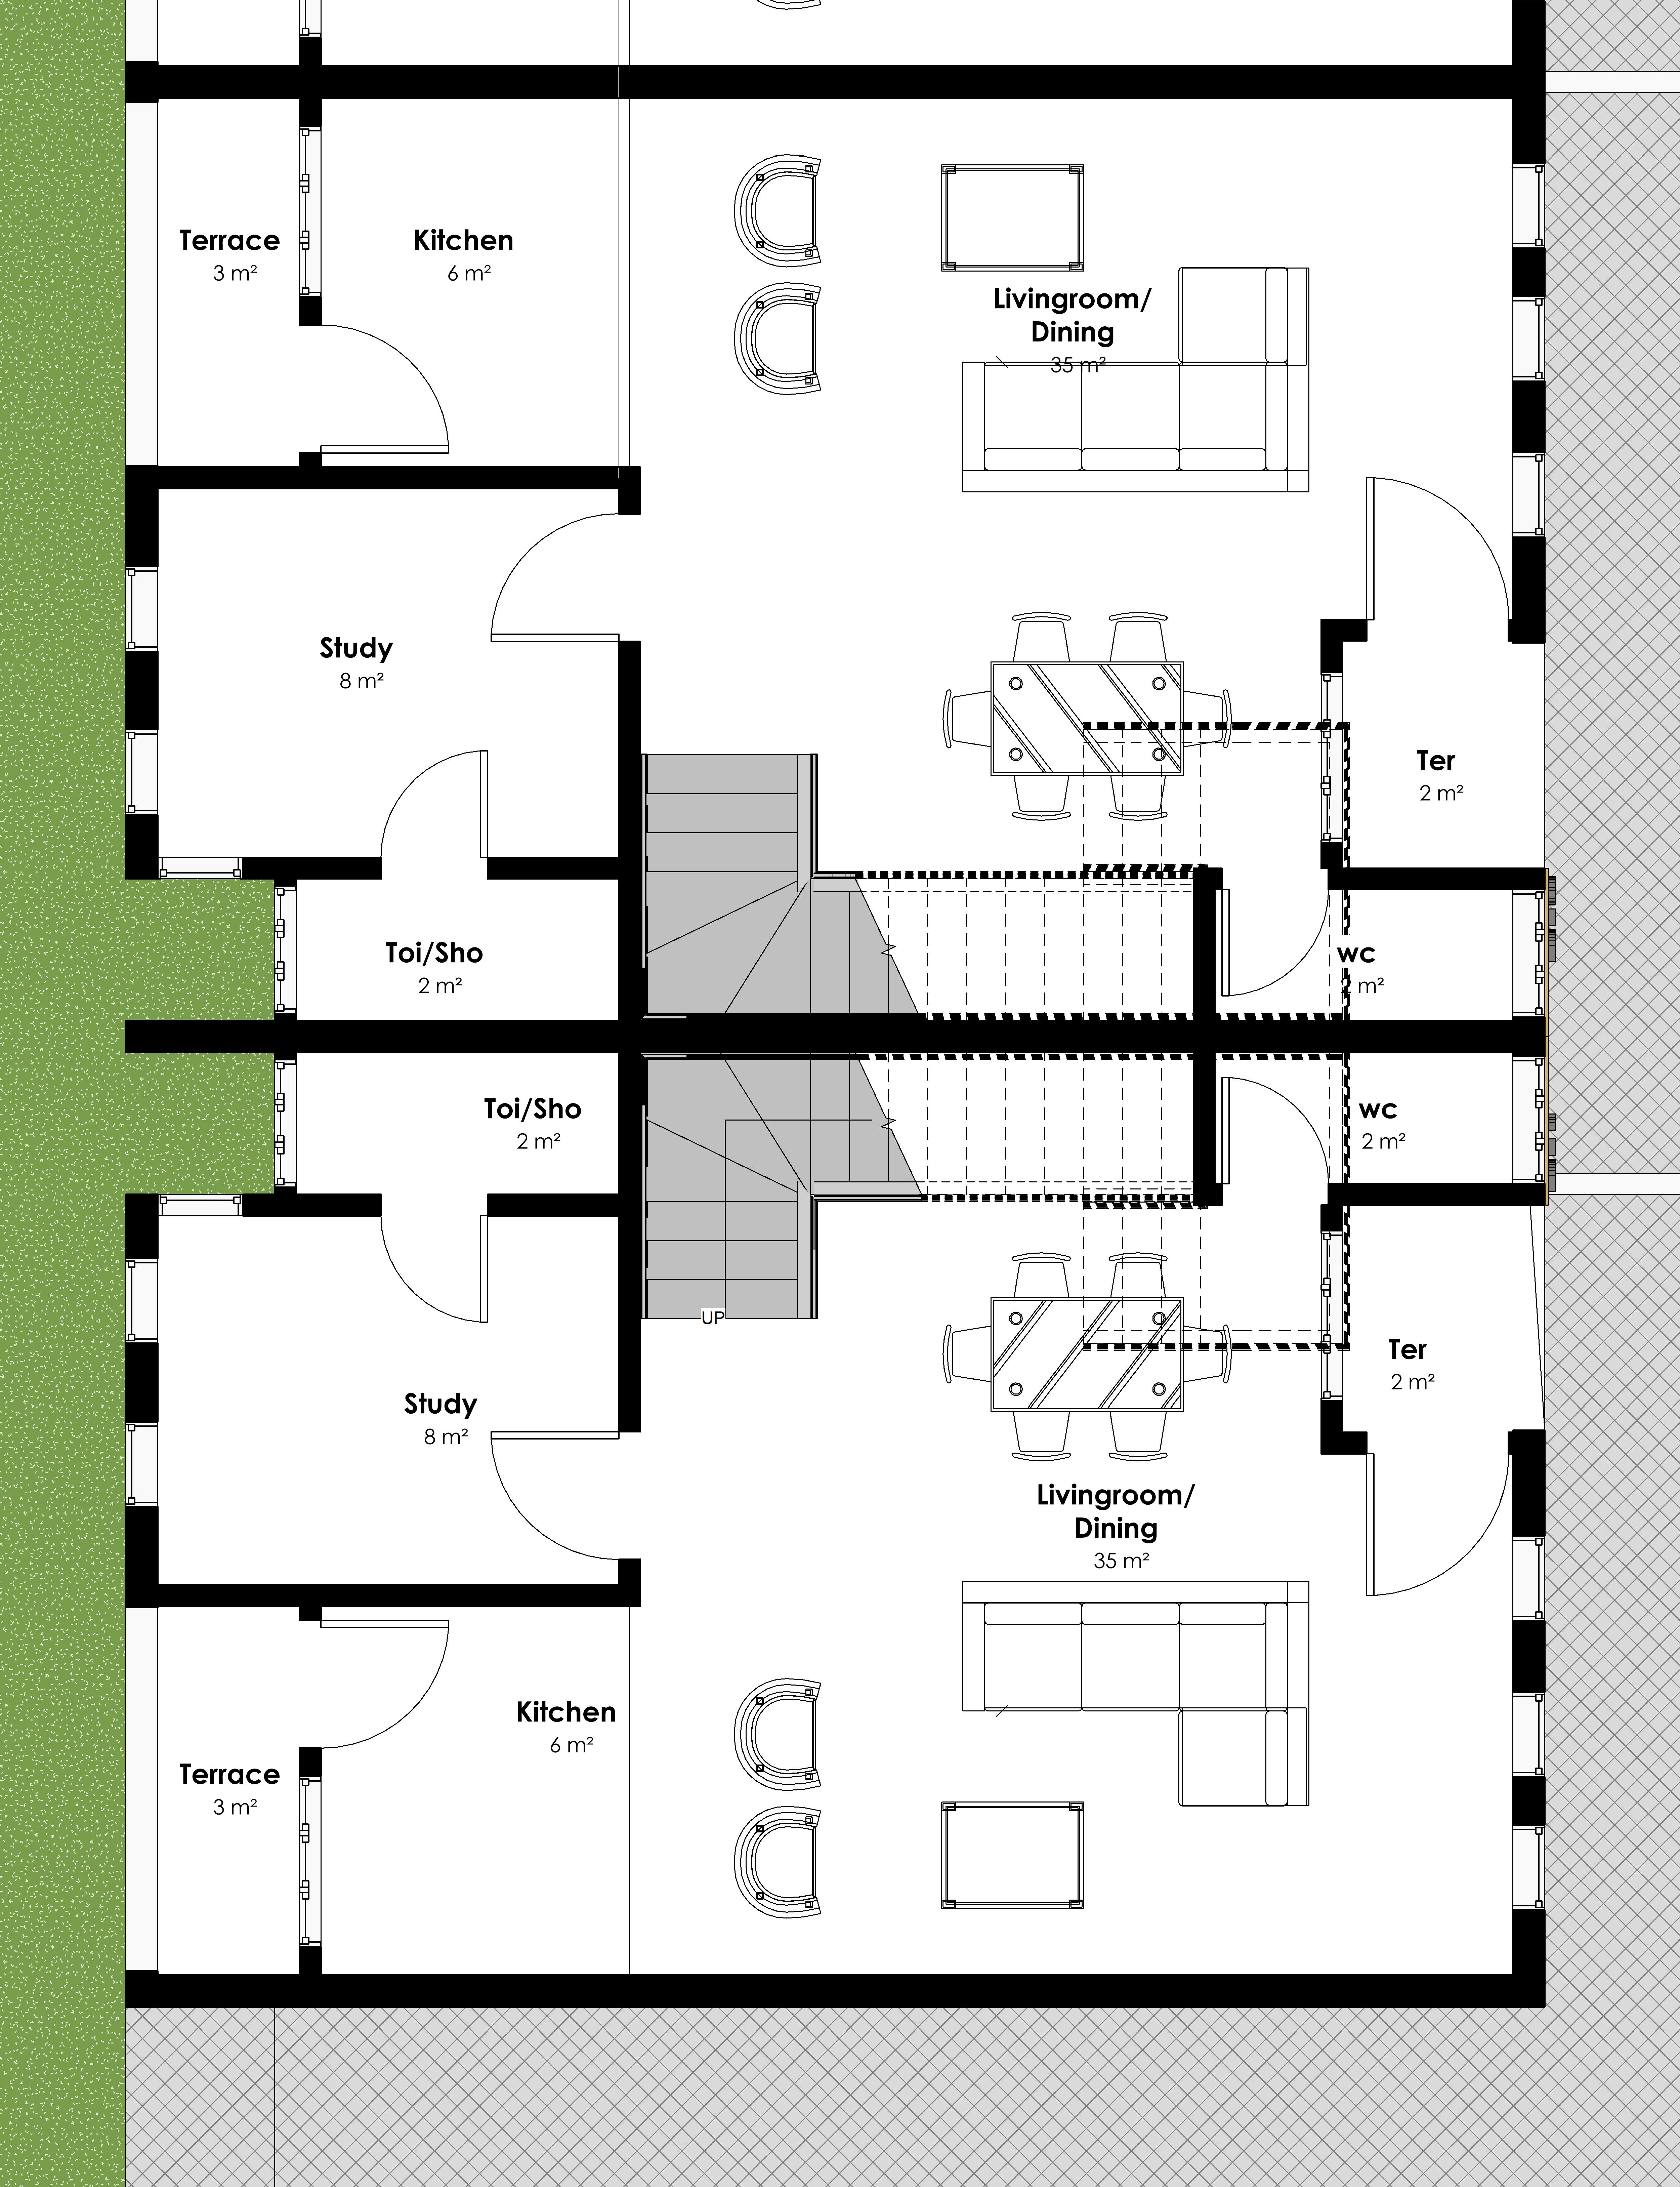 Terrace
3 m²
Kitchen
6 m²
Livingroom/
Dining
35 m²
Study
8 m²
Ter
2 m²
Toi/Sho
2 m²
wc
m²
Toi/Sho
2 m²
wc
2 m²
UP
Ter
2 m²
Study
8 m²
Livingroom/
Dining
35 m²
Kitchen
6 m²
Terrace
3 m²